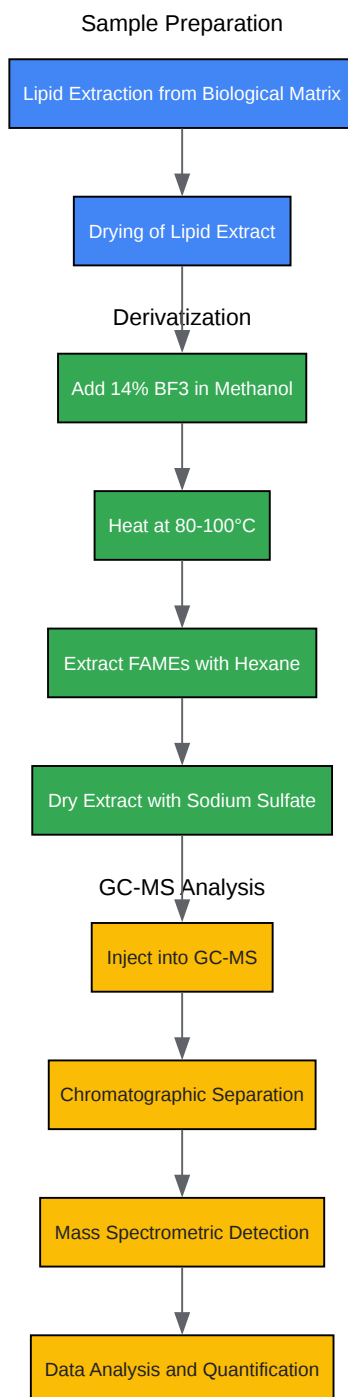 Sample Preparation
Lipid Extraction from Biological Matrix
Drying of Lipid Extract
Derivatization
Add 14% BF3 in Methanol
Heat at 80-100°C
Extract FAMEs with Hexane
Dry Extract with Sodium Sulfate
GC-MS Analysis
Inject into GC-MS
Chromatographic Separation
Mass Spectrometric Detection
Data Analysis and Quantification